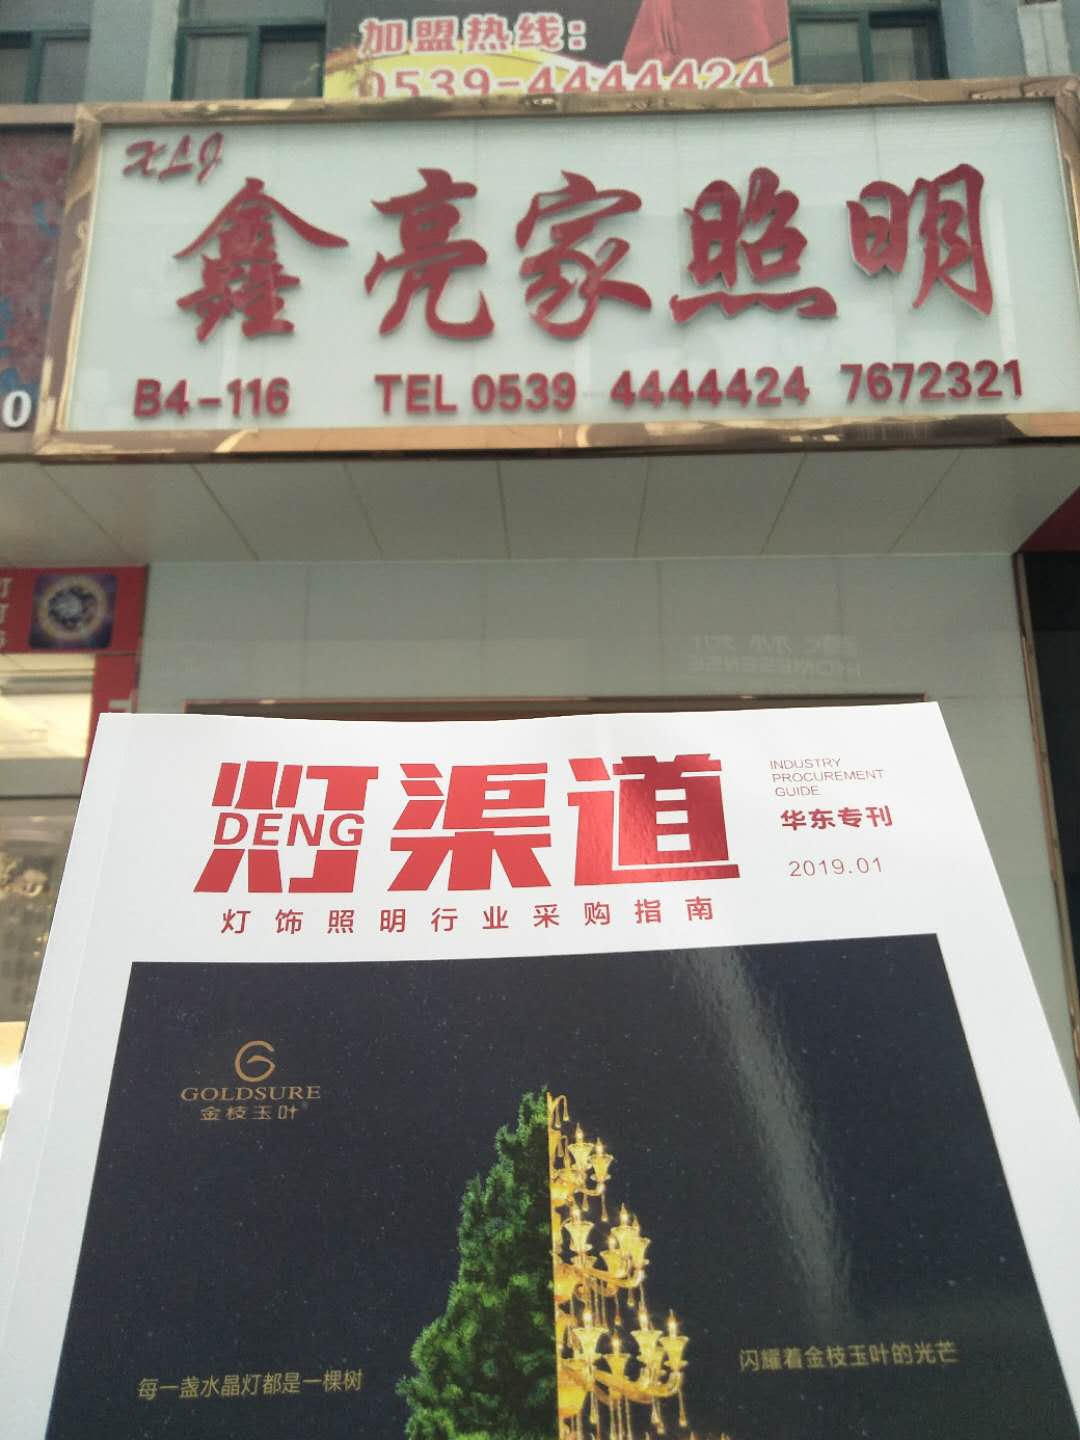 加盟热线:
0539-4444424
XLJ
鑫亮家照明
B4-116 TEL 0539 4444424 7672321
0
灯渠道
DENG
INDUSTRY
PROCUREMENT
GUIDE
华东专刊
2019.01
灯饰照明行业采购指南
GOLDSURE
金枝玉叶®
闪耀着金枝玉叶的光芒
每一盏水晶灯都是一棵树